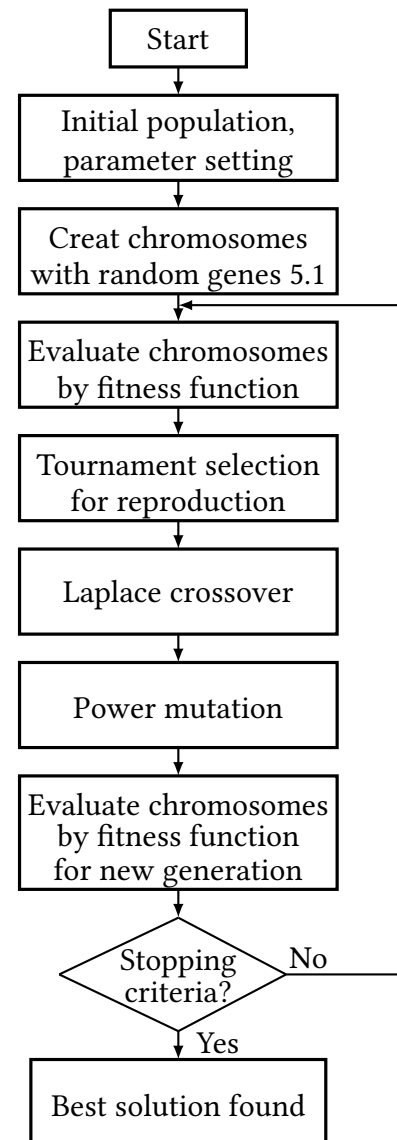 Start
Initial population,
parameter setting
Creat chromosomes
with random genes 5.1
Evaluate chromosomes
by fitness function
Tournament selection
for reproduction
Laplace crossover
Power mutation
Evaluate chromosomes
by fitness function
for new generation
Stopping
criteria?
No
Yes
Best solution found